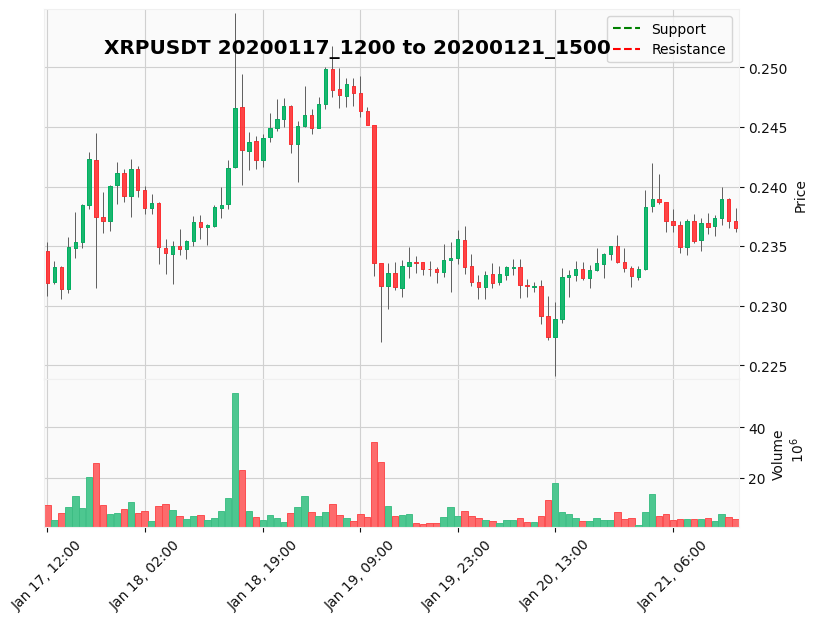 XRPUSDT 20200117_1200 to 20200121_1500
Support
Resistance
0.250
0.245
0.240
0.235
0.230
0.225
Price
40
20
Volume
10^6
Jan 17, 12:00
Jan 18, 02:00
Jan 18, 19:00
Jan 19, 09:00
Jan 19, 23:00
Jan 20, 13:00
Jan 21, 06:00